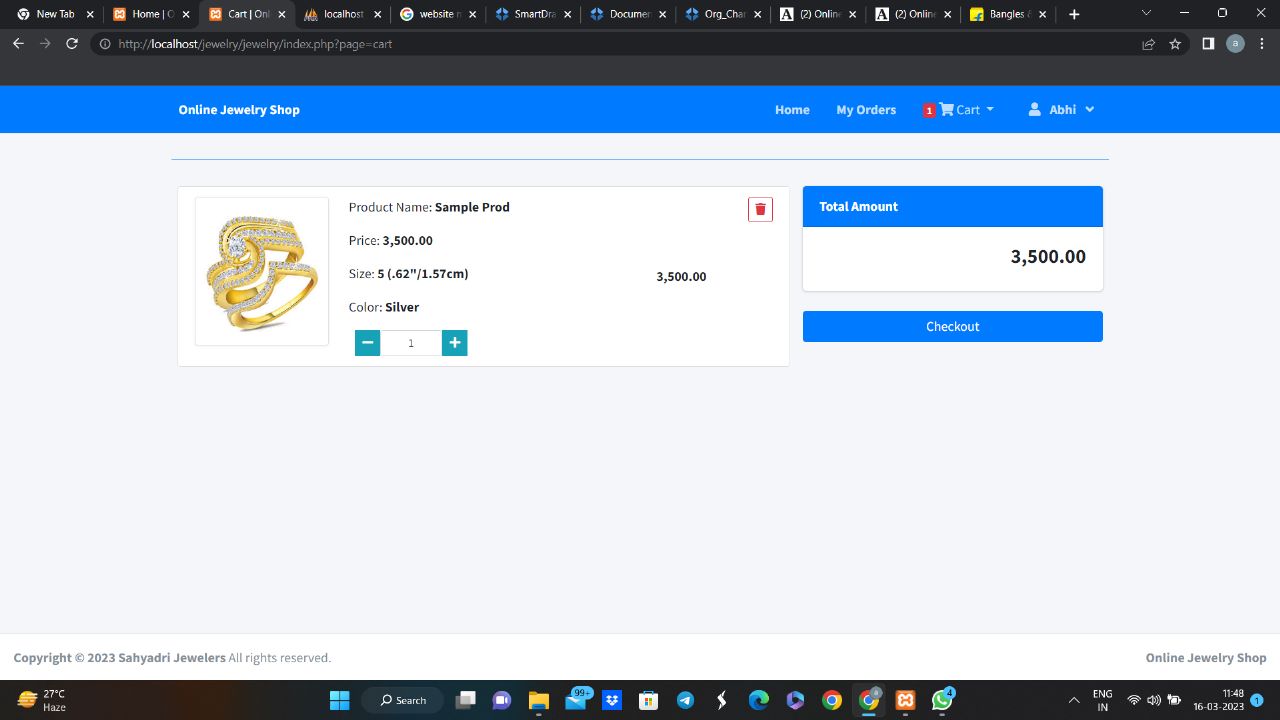 New Tab
Home | O
Cart | Onl
localhost
website n
SmartDra
Documen
Org_Char
(2) Online
(2) Online
Bangles &
http://localhost/jewelry/jewelry/index.php?page=cart
a
Online Jewelry Shop
Home
My Orders
1 Cart
Abhi
Product Name: Sample Prod
Price: 3,500.00
Size: 5 (.62"/1.57cm)
3,500.00
Color: Silver
1
Total Amount
3,500.00
Checkout
Copyright © 2023 Sahyadri Jewelers All rights reserved.
Online Jewelry Shop
27°C
Haze
Search
99+
4
ENG
IN
11:48
16-03-2023
1